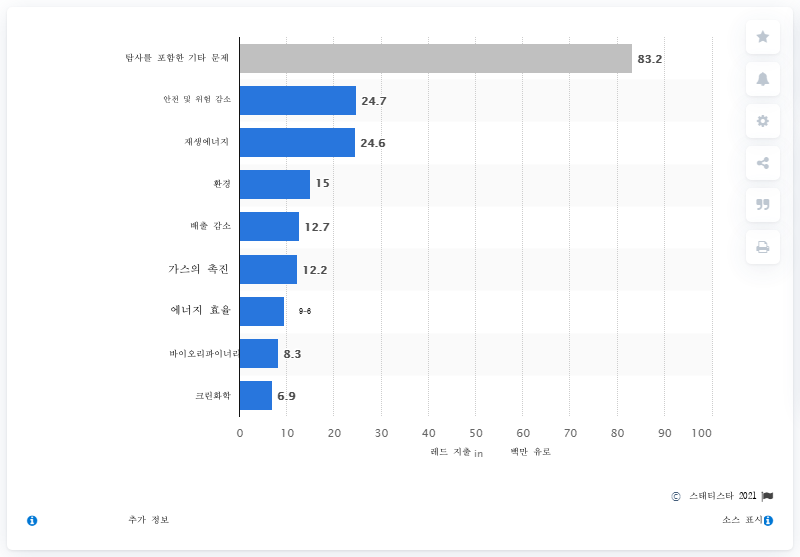 탐사를 포함한 기타 문제
83.2
안전 및 위험 감소
24.7
재생에너지
24.6
환경
15
배출 감소
12.7
가스의 촉진
12.2
에너지 효율
9-6
바이오리파이너리
8.3
크린화학
6.9
0 10 20 30 40 50 60 70 80 90 100
레드 지출 in 백만 유로
© 스태티스타 2021
추가 정보
소스 표시